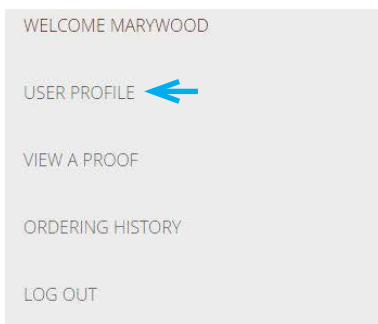 WELCOME MARYWOOD
USER PROFILE
VIEW A PROOF
ORDERING HISTORY
LOG OUT